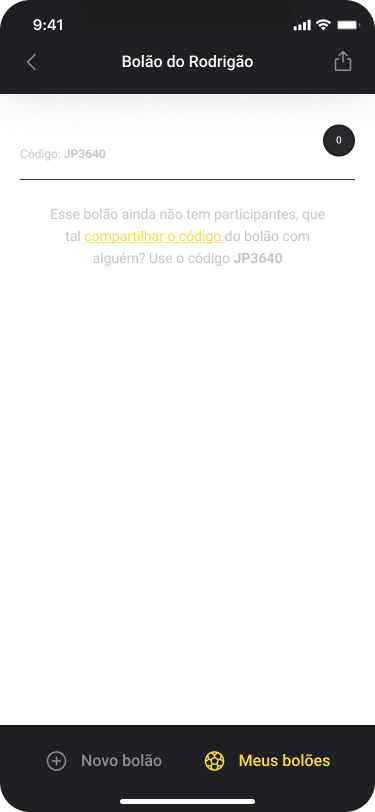 9:41
Bolão do Rodrigão
Código: JP3640
0
Esse bolão ainda não tem participantes, que
tal compartilhar o código do bolão com
alguém? Use o código JP3640
Novo bolão
Meus bolões